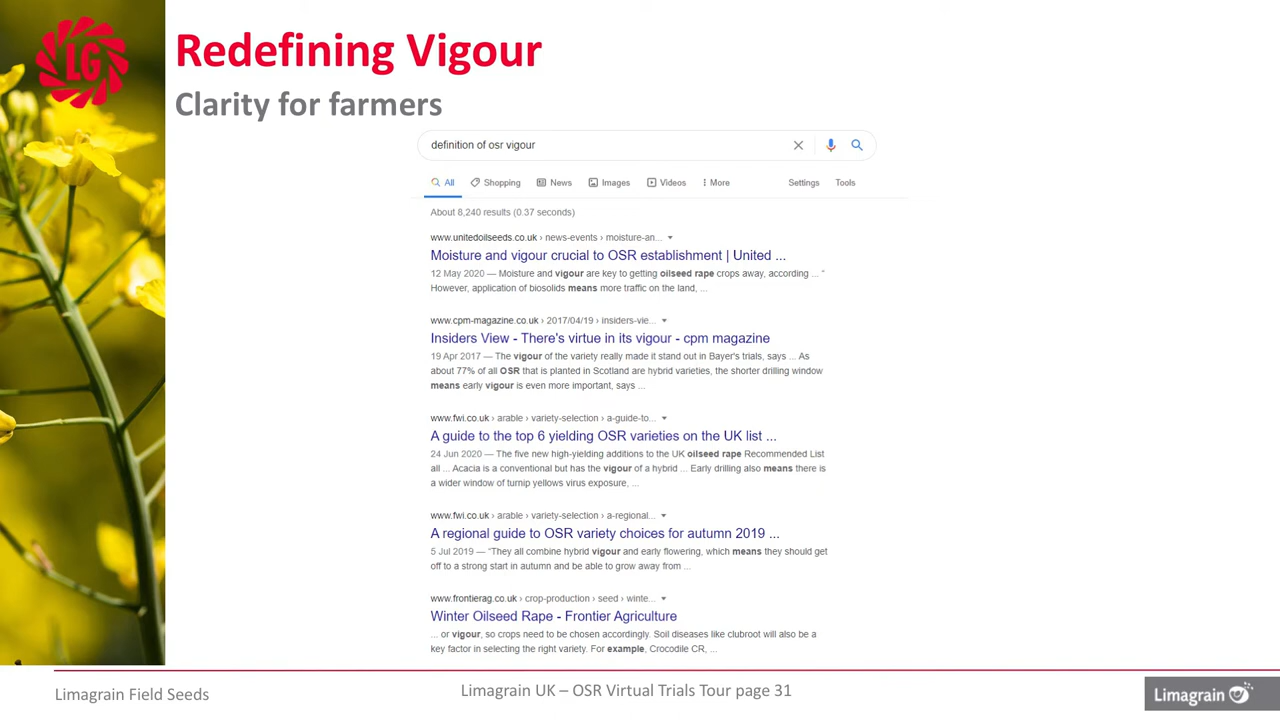 LG
Redefining Vigour
Clarity for farmers
definition of osr vigour
All Shopping News Images Videos More Settings Tools
About 8,240 results (0.37 seconds)
www.unitedoilseeds.co.uk › news-events › moisture-an...
Moisture and vigour crucial to OSR establishment | United ...
12 May 2020 — Moisture and vigour are key to getting oilseed rape crops away, according ... "
However, application of biosolids means more traffic on the land, ...
www.cpm-magazine.co.uk › 2017/04/19 › insiders-vie...
Insiders View - There's virtue in its vigour - cpm magazine
19 Apr 2017 — The vigour of the variety really made it stand out in Bayer's trials, says ... As
about 77% of all OSR that is planted in Scotland are hybrid varieties, the shorter drilling window
means early vigour is even more important, says ...
www.fwi.co.uk › arable › variety-selection › a-guide-to...
A guide to the top 6 yielding OSR varieties on the UK list ...
24 Jun 2020 — The five new high-yielding additions to the UK oilseed rape Recommended List
all ... Acacia is a conventional but has the vigour of a hybrid ... Early drilling also means there is
a wider window of turnip yellows virus exposure, ...
www.fwi.co.uk › arable › variety-selection › a-regional...
A regional guide to OSR variety choices for autumn 2019 ...
5 Jul 2019 — "They all combine hybrid vigour and early flowering, which means they should get
off to a strong start in autumn and be able to grow away from ...
www.frontierag.co.uk › crop-production › seed › winte...
Winter Oilseed Rape - Frontier Agriculture
... or vigour, so crops need to be chosen accordingly. Soil diseases like clubroot will also be a
key factor in selecting the right variety. For example, Crocodile CR, ...
Limagrain Field Seeds
Limagrain UK – OSR Virtual Trials Tour page 31
Limagrain